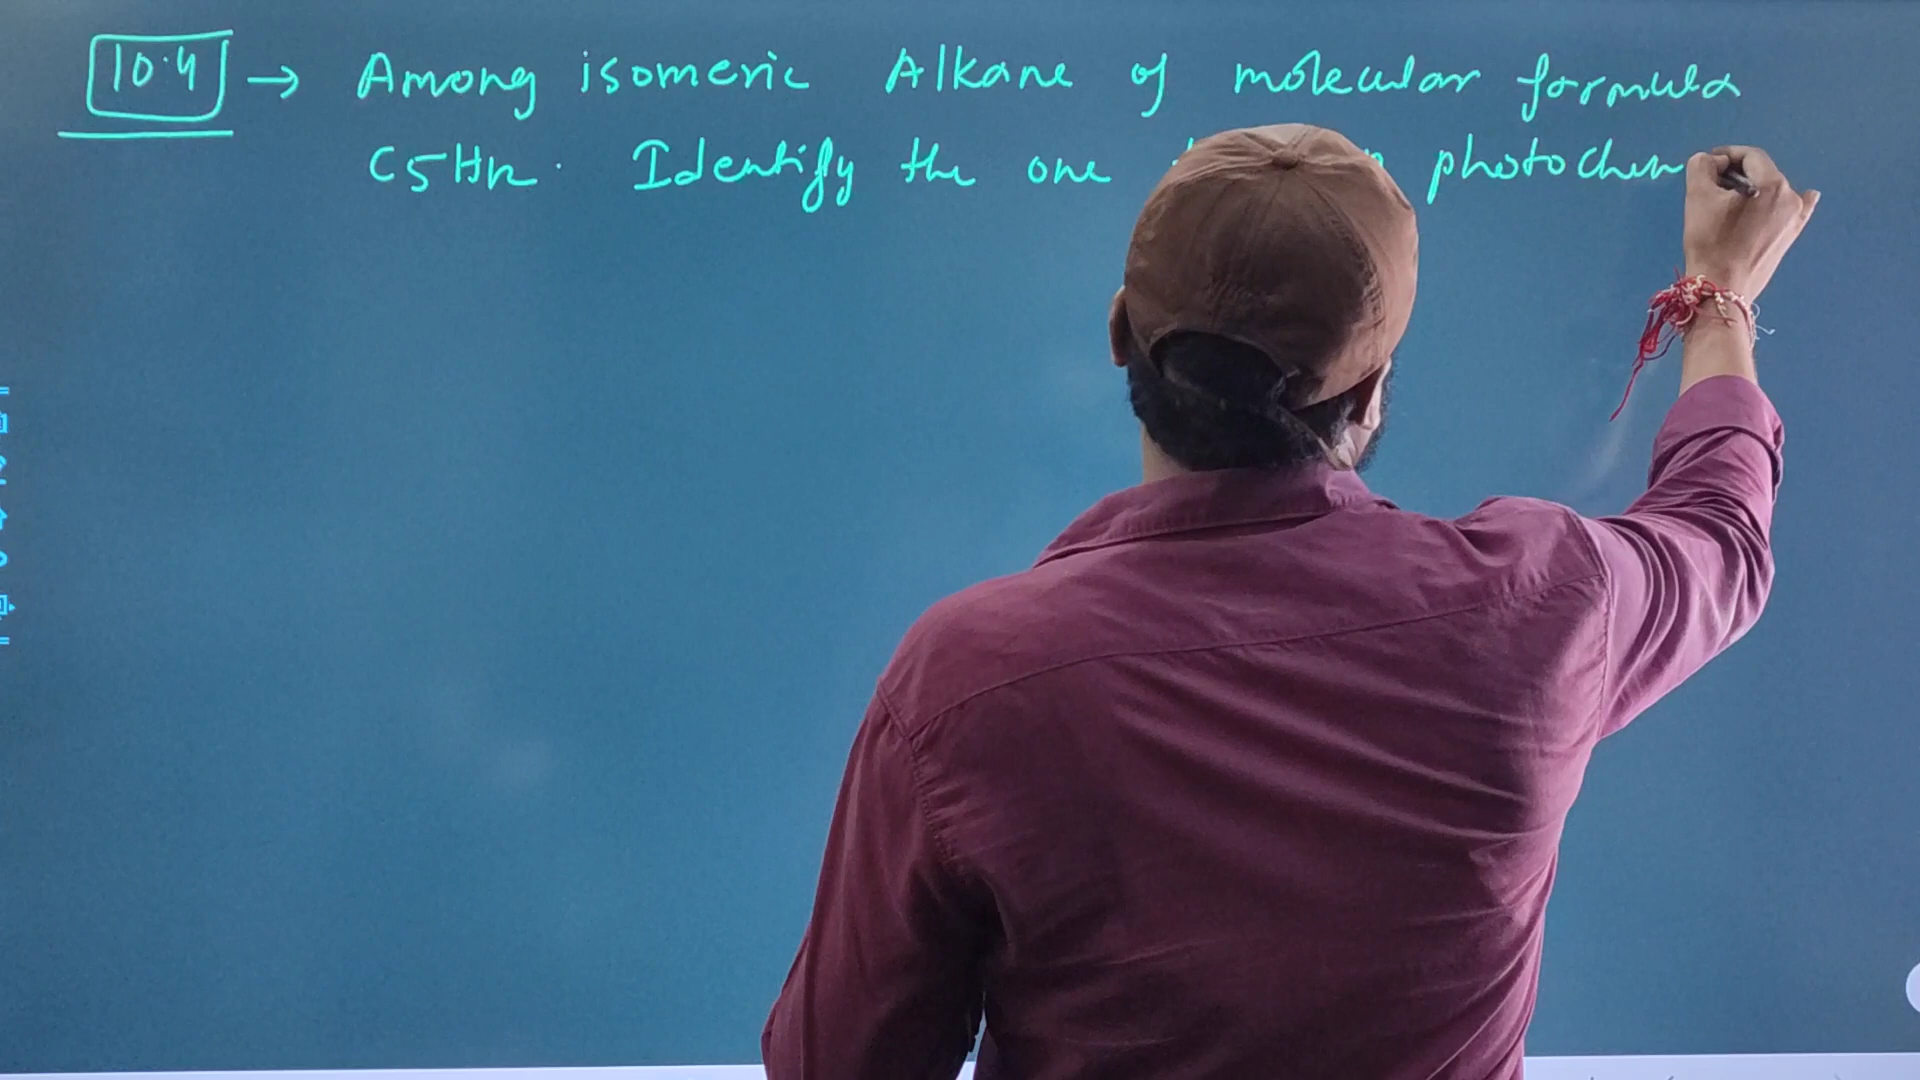 10.4 → Among isomeric Alkane of molecular formula
C5H12. Identify the one photochem